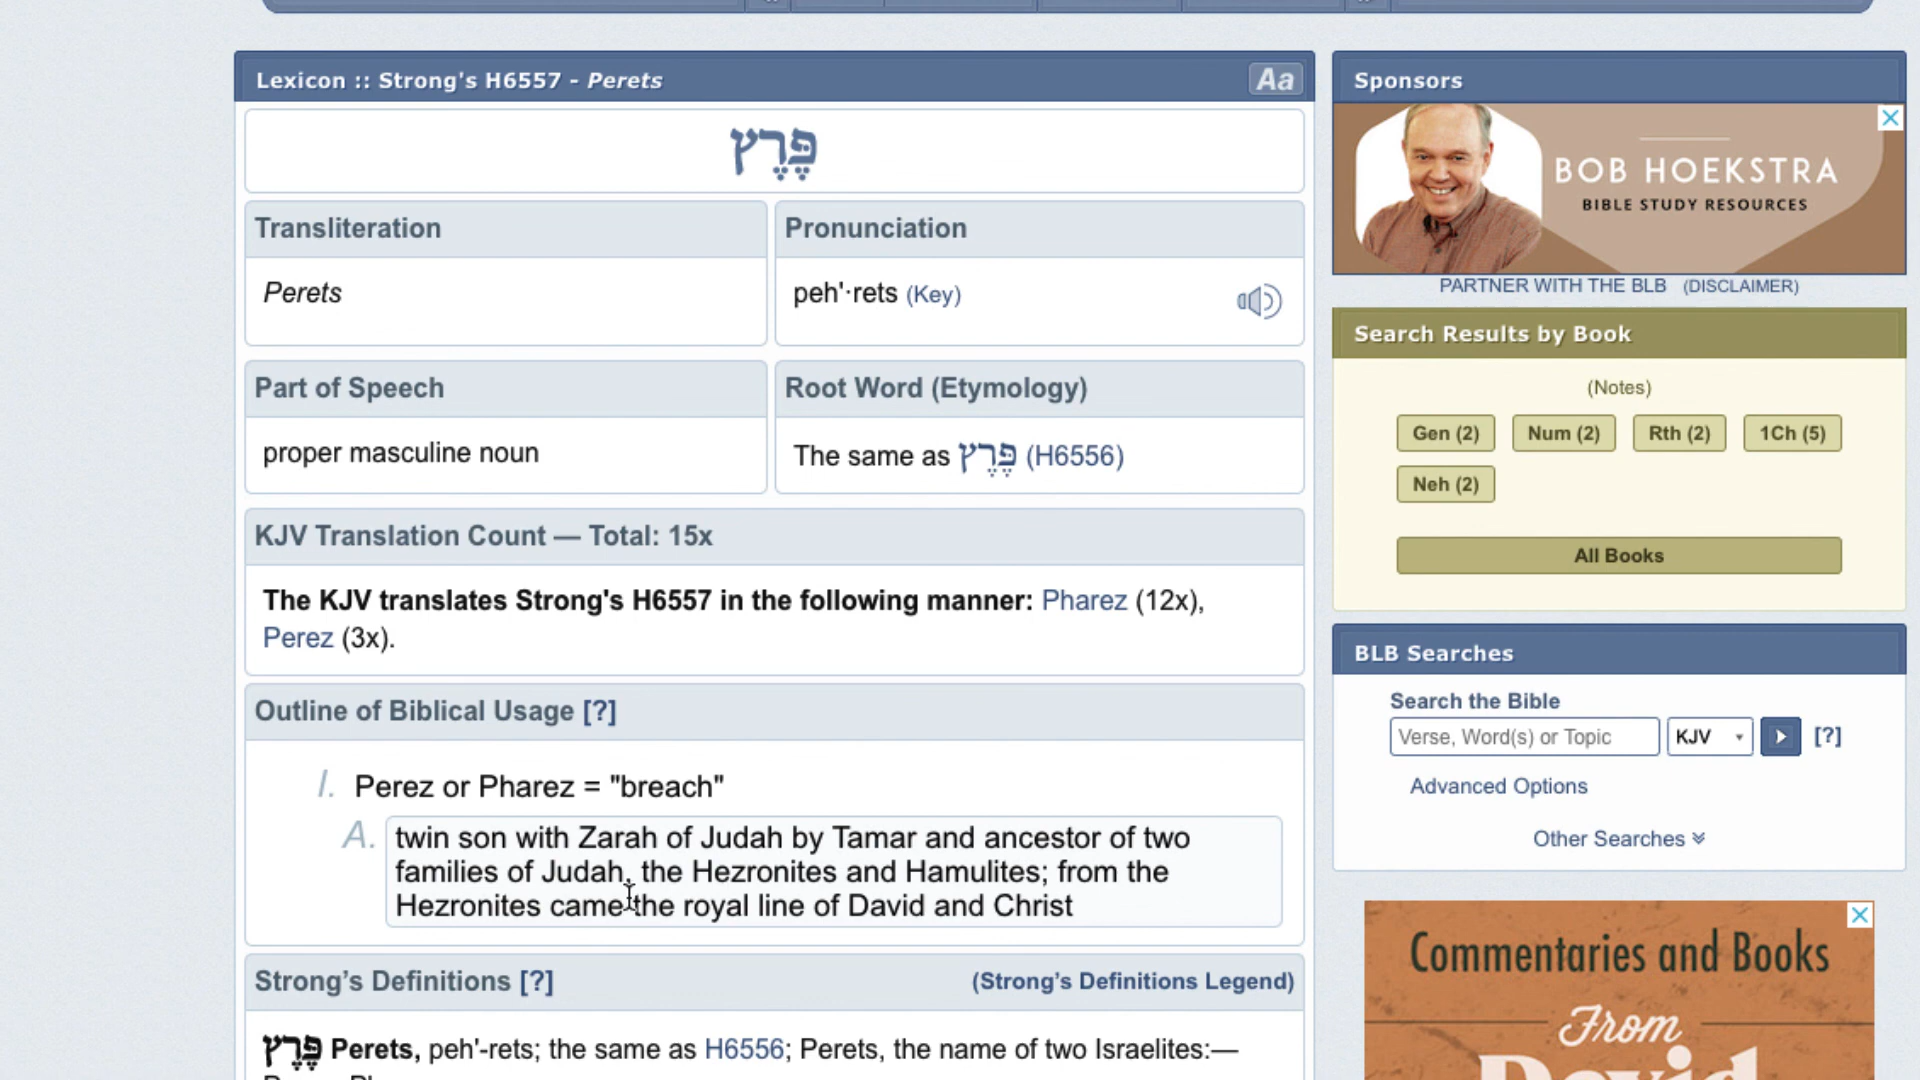 Lexicon :: Strong's H6557 - Perets
Aa
פֶּרֶץ
Transliteration
Pronunciation
Perets
peh'·rets (Key)
Part of Speech
Root Word (Etymology)
proper masculine noun
The same as פֶּרֶץ (H6556)
KJV Translation Count — Total: 15x
The KJV translates Strong's H6557 in the following manner: Pharez (12x),
Perez (3x).
Outline of Biblical Usage [?]
I. Perez or Pharez = "breach"
A. twin son with Zarah of Judah by Tamar and ancestor of two
families of Judah, the Hezronites and Hamulites; from the
Hezronites came the royal line of David and Christ
Strong's Definitions [?]
(Strong's Definitions Legend)
פֶּרֶץ Perets, peh'-rets; the same as H6556; Perets, the name of two Israelites:—
Sponsors
BOB HOEKSTRA
BIBLE STUDY RESOURCES
PARTNER WITH THE BLB (DISCLAIMER)
Search Results by Book
(Notes)
Gen (2) Num (2) Rth (2) 1Ch (5)
Neh (2)
All Books
BLB Searches
Search the Bible
Verse, Word(s) or Topic KJV [?]
Advanced Options
Other Searches
Commentaries and Books
From
David